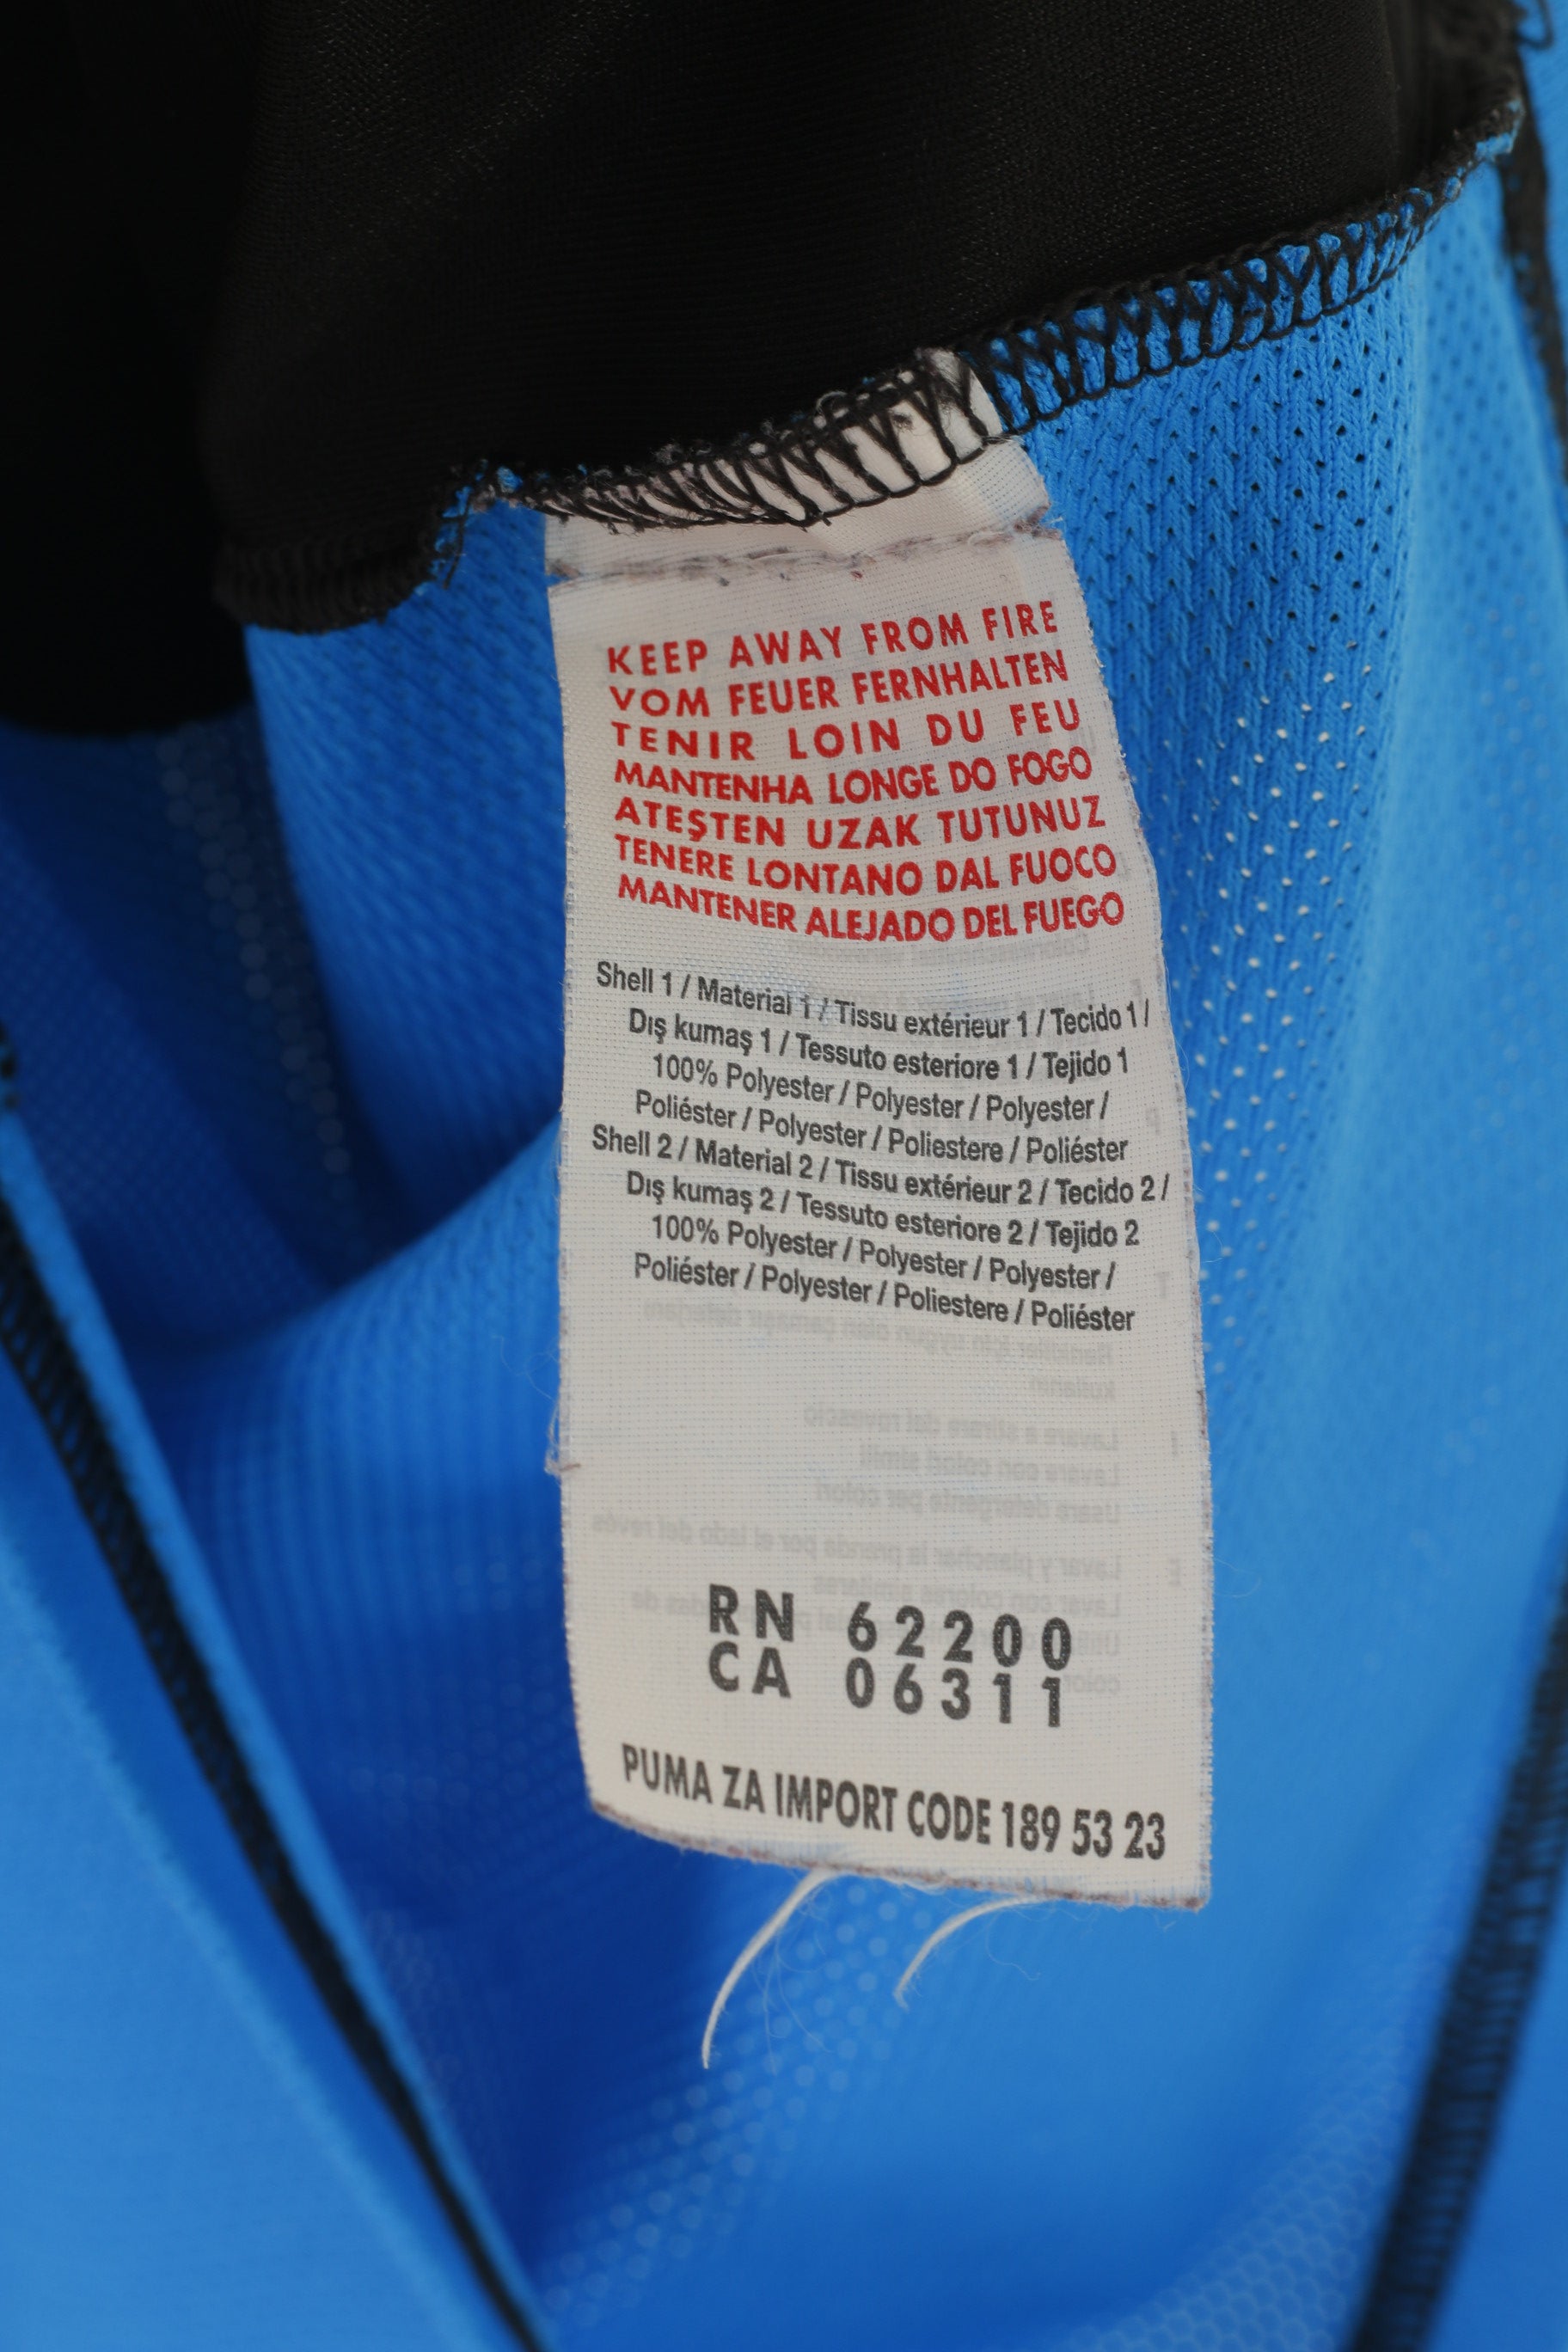 KEEP AWAY FROM FIRE
VOM FEUER FERNHALTEN
TENIR LOIN DU FEU
MANTENHA LONGE DO FOGO
ATEŞTEN UZAK TUTUNUZ
TENERE LONTANO DAL FUOCO
MANTENER ALEJADO DEL FUEGO
Shell 1 / Material 1 / Tissu extérieur 1 / Tecido 1 /
Dış kumaş 1 / Tessuto esteriore 1 / Tejido 1
100% Polyester / Polyester / Polyester /
Poliéster / Polyester / Poliestere / Poliéster
Shell 2 / Material 2 / Tissu extérieur 2 / Tecido 2 /
Dış kumaş 2 / Tessuto esteriore 2 / Tejido 2
100% Polyester / Polyester / Polyester /
Poliéster / Polyester / Poliestere / Poliéster
RN 62200
CA 06311
PUMA ZA IMPORT CODE 189 53 23